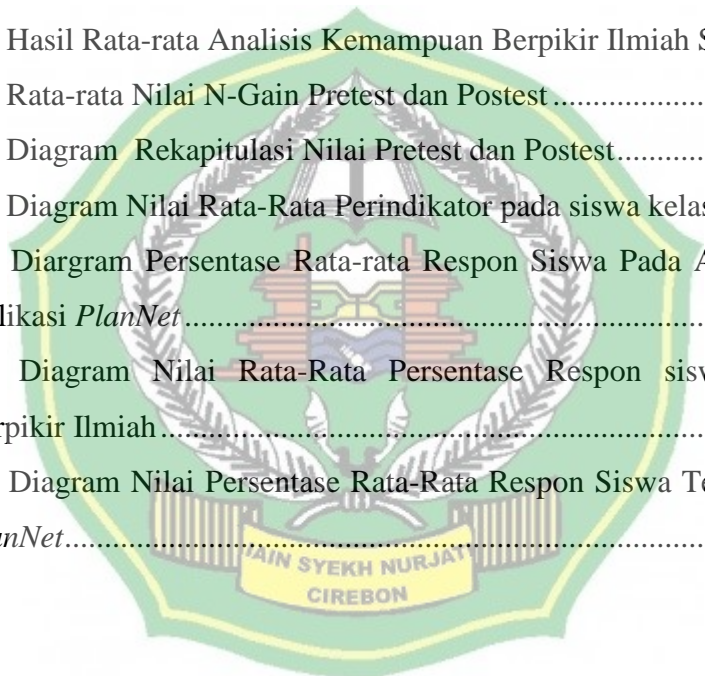 Hasil Rata-rata Analisis Kemampuan Berpikir Ilmiah S
Rata-rata Nilai N-Gain Pretest dan Postest....................
Diagram Rekapitulasi Nilai Pretest dan Postest...........
Diagram Nilai Rata-Rata Perindikator pada siswa kelas
Diargram Persentase Rata-rata Respon Siswa Pada A
likasi PlanNet...............................................................
Diagram Nilai Rata-Rata Persentase Respon sisw
rpikir Ilmiah..................................................................
Diagram Nilai Persentase Rata-Rata Respon Siswa Te
anNet..............................................................................
IAIN SYEKH NURJATI
CIREBON